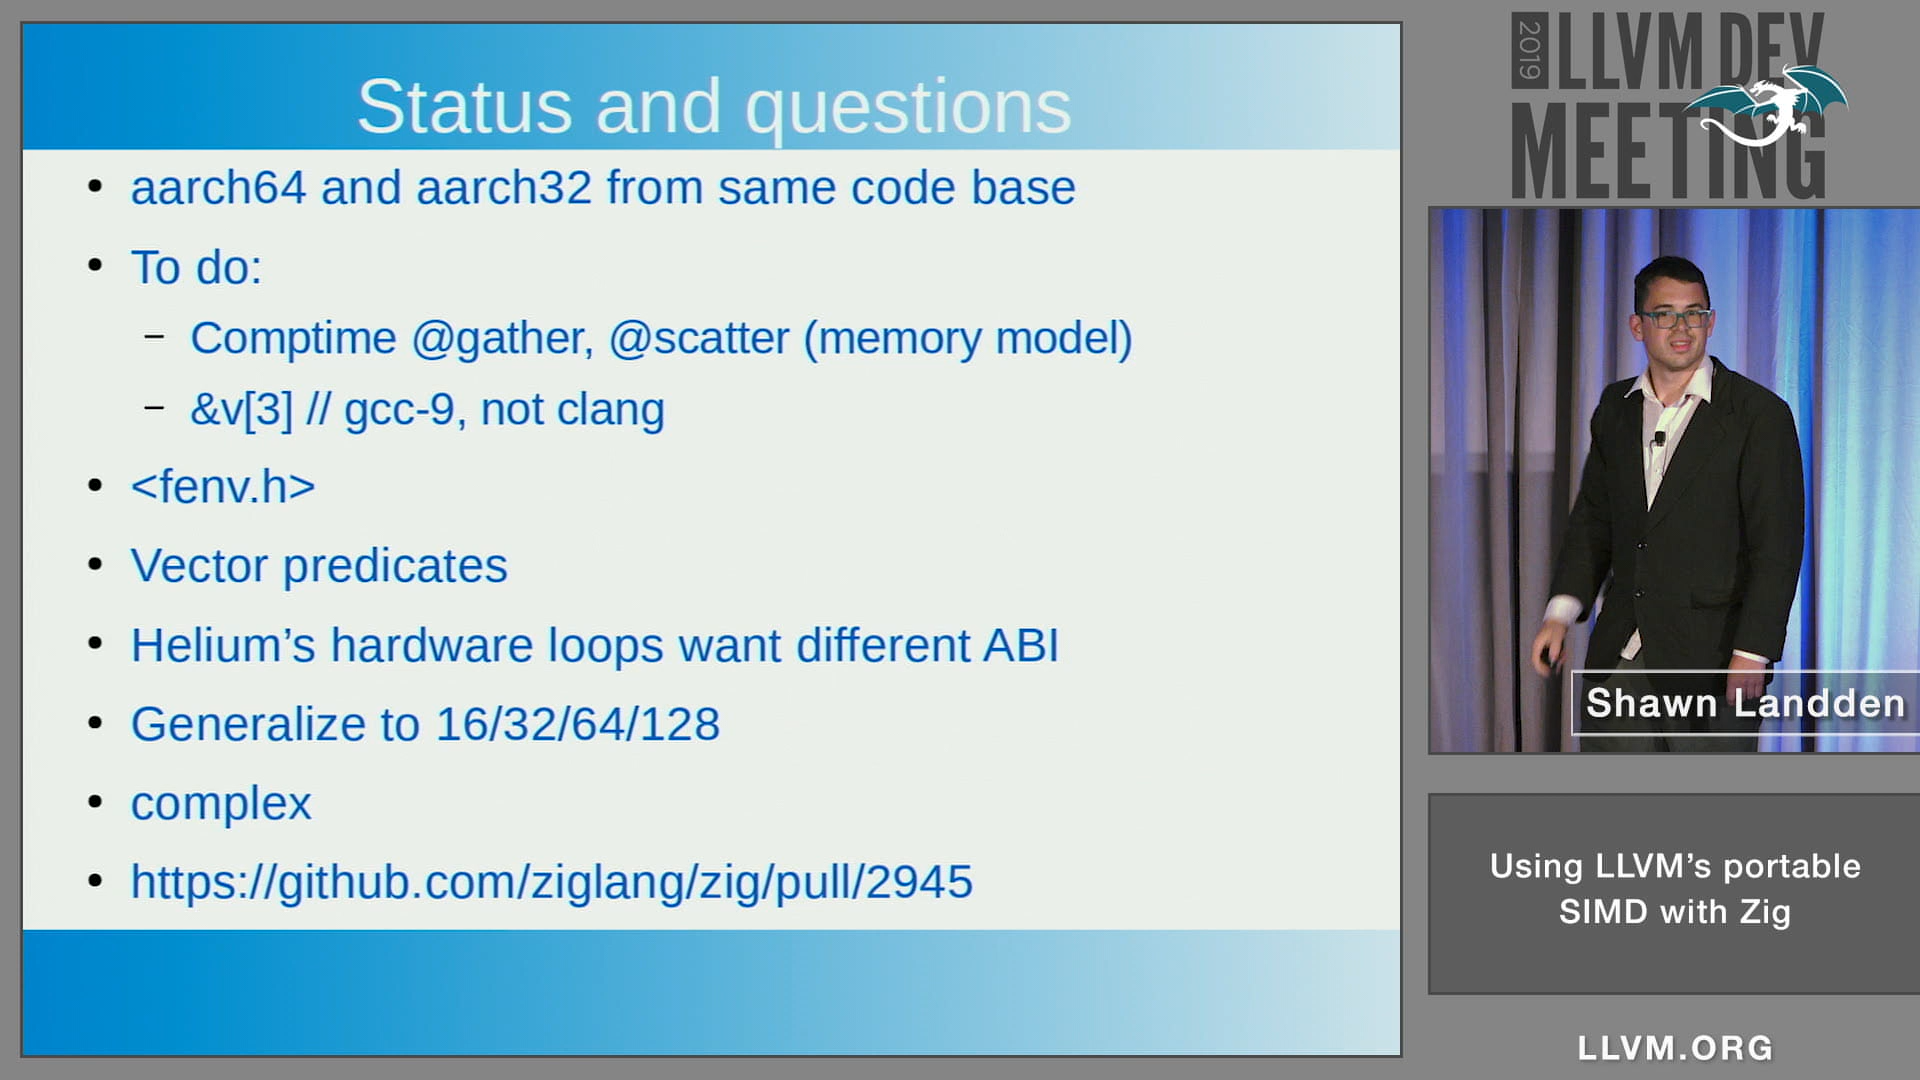 Status and questions
aarch64 and aarch32 from same code base
To do:
Comptime @gather, @scatter (memory model)
&v[3] // gcc-9, not clang
<fenv.h>
Vector predicates
Helium’s hardware loops want different ABI
Generalize to 16/32/64/128
complex
https://github.com/ziglang/zig/pull/2945
2019 LLVM DEV
MEETING
Shawn Landden
Using LLVM’s portable
SIMD with Zig
LLVM.ORG